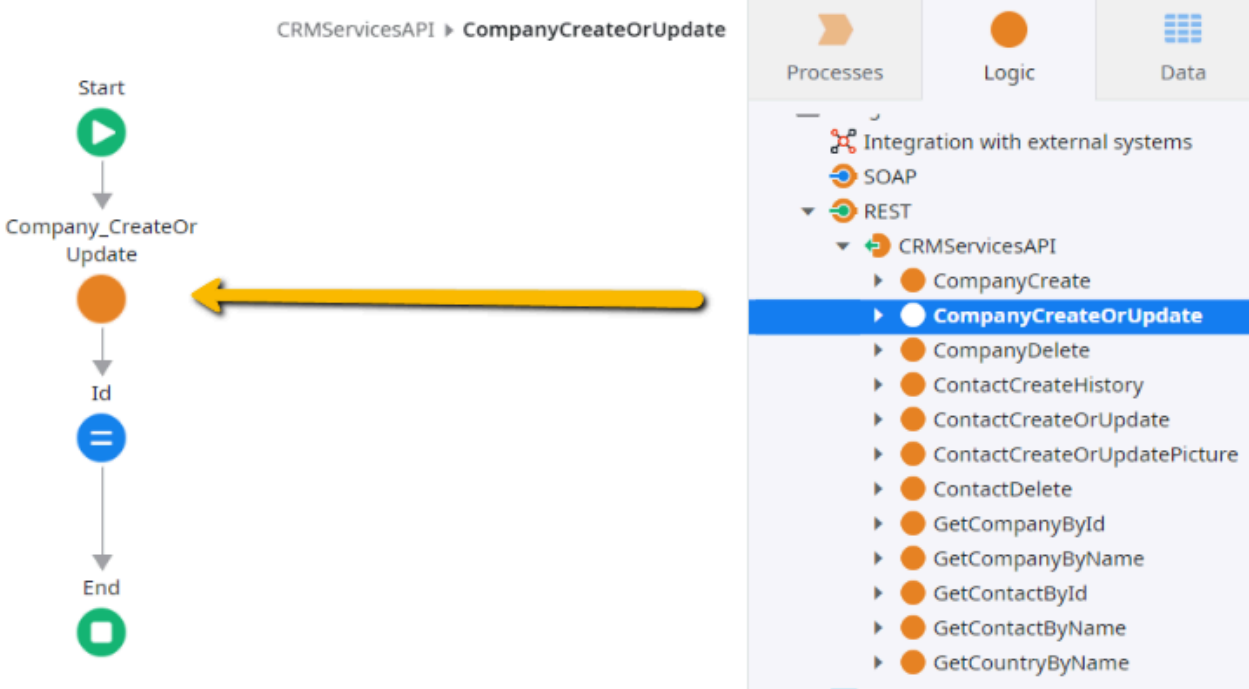 CRMServicesAPI ▸ CompanyCreateOrUpdate
Start
Company_CreateOr
Update
Id
End
Processes
Logic
Data
Integration with external systems
SOAP
REST
CRMServicesAPI
CompanyCreate
CompanyCreateOrUpdate
CompanyDelete
ContactCreateHistory
ContactCreateOrUpdate
ContactCreateOrUpdatePicture
ContactDelete
GetCompanyById
GetCompanyByName
GetContactById
GetContactByName
GetCountryByName